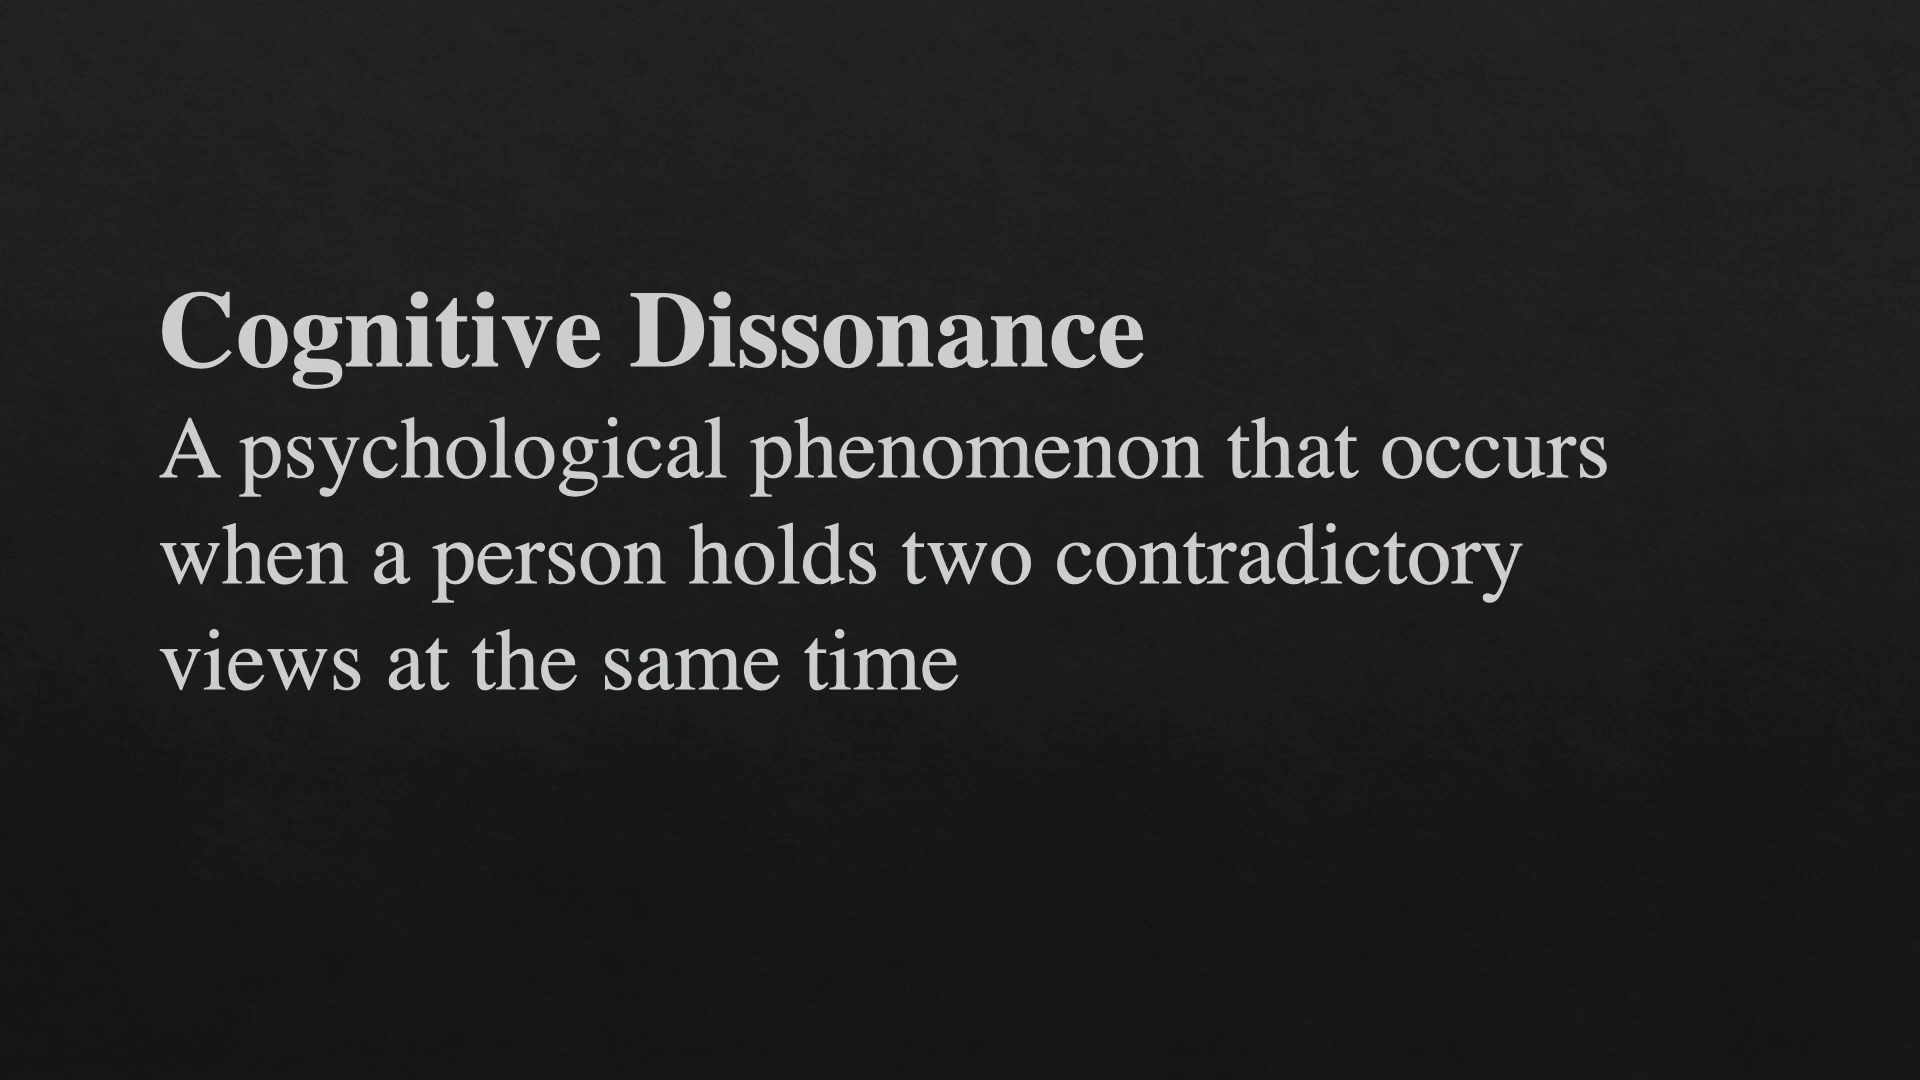 Cognitive Dissonance
A psychological phenomenon that occurs
when a person holds two contradictory
views at the same time